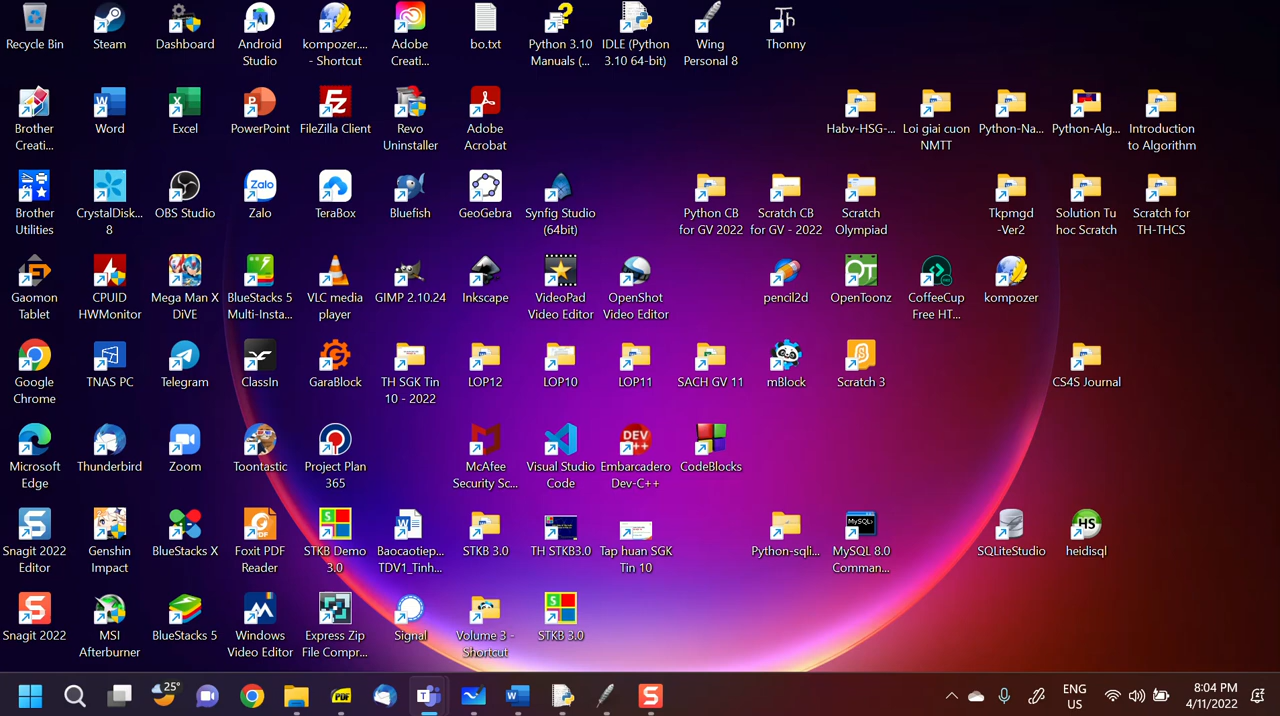 Recycle Bin
Steam
Dashboard
Android
Studio
kompozer....
- Shortcut
Adobe
Creati...
bo.txt
Python 3.10
Manuals (...
IDLE (Python
3.10 64-bit)
Wing
Personal 8
Th
Thonny
Brother
Creati...
Word
Excel
PowerPoint
FileZilla Client
Revo
Uninstaller
Adobe
Acrobat
Habv-HSG-...
Loi giai cuon
NMTT
Python-Na...
Python-Alg...
Introduction
to Algorithm
Brother
Utilities
CrystalDisk...
8
OBS Studio
Zalo
Zalo
TeraBox
Bluefish
GeoGebra
Synfig Studio
(64bit)
Python CB
for GV 2022
Scratch CB
for GV - 2022
Scratch
Olympiad
Tkpmgd
-Ver2
Solution Tu
hoc Scratch
Scratch for
TH-THCS
Gaomon
Tablet
CPUID
HWMonitor
Mega Man X
DiVE
BlueStacks 5
Multi-Insta...
VLC media
player
GIMP 2.10.24
Inkscape
VideoPad
Video Editor
OpenShot
Video Editor
pencil2d
OT
OpenToonz
CoffeeCup
Free HT...
kompozer
Google
Chrome
TNAS PC
Telegram
ClassIn
GaraBlock
TH SGK Tin
10 - 2022
LOP12
LOP10
LOP11
SACH GV 11
mBlock
Scratch 3
CS4S Journal
Microsoft
Edge
Thunderbird
Zoom
Toontastic
Project Plan
365
McAfee
Security Sc...
Visual Studio
Code
DEV
Embarcadero
Dev-C++
CodeBlocks
Snagit 2022
Editor
Genshin
Impact
BlueStacks X
Foxit PDF
Reader
STKB Demo
3.0
Baocaotiep...
TDV1_Tinh...
STKB 3.0
TH STKB3.0
Tap huan SGK
Tin 10
Python-sqli...
MySQL>
MySQL 8.0
Comman...
SQLiteStudio
HS
heidisql
Snagit 2022
MSI
Afterburner
BlueStacks 5
Windows
Video Editor
Express Zip
File Compr...
Signal
Volume 3 -
Shortcut
STKB 3.0
25°
PDF
ENG
US
8:04 PM
4/11/2022